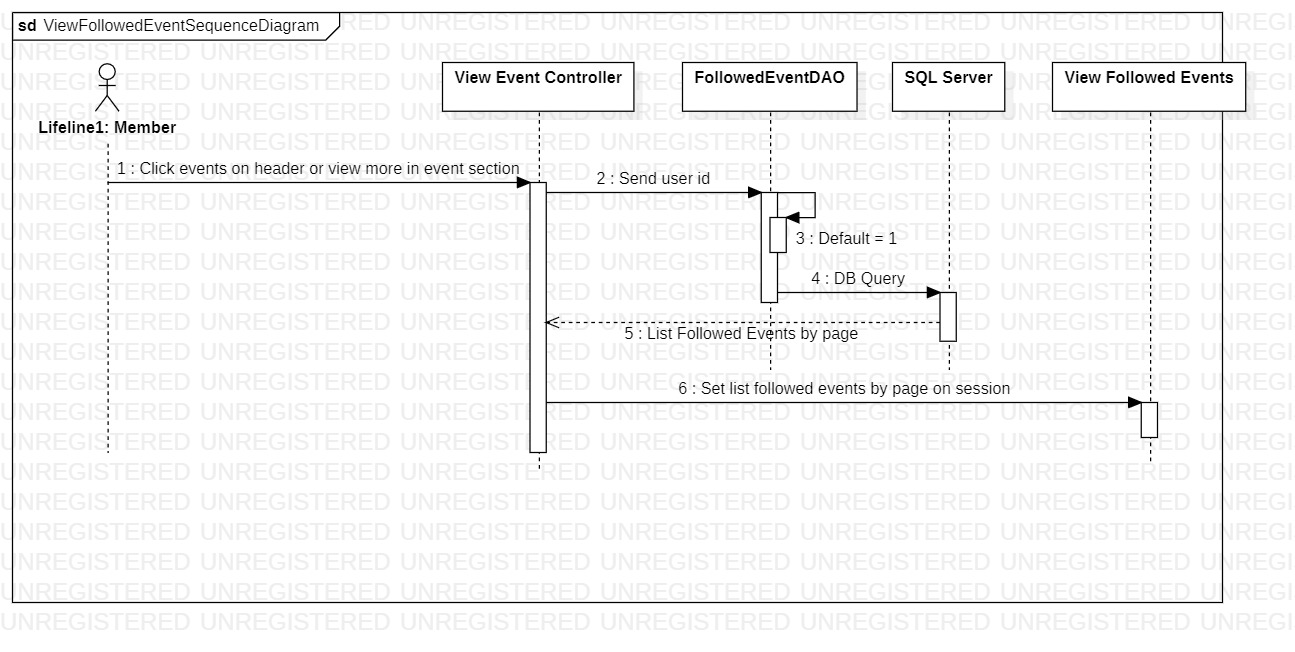 sd ViewFollowedEventSequenceDiagram
View Event Controller FollowedEventDAO SQL Server View Followed Events
Lifeline1: Member
1 : Click events on header or view more in event section
2 : Send user id
3 : Default = 1
4 : DB Query
5 : List Followed Events by page
6 : Set list followed events by page on session
UNREGISTERED UNREGISTERED UNREGISTERED UNREGISTERED UNREGISTERED UNREGISTERED UNREGI